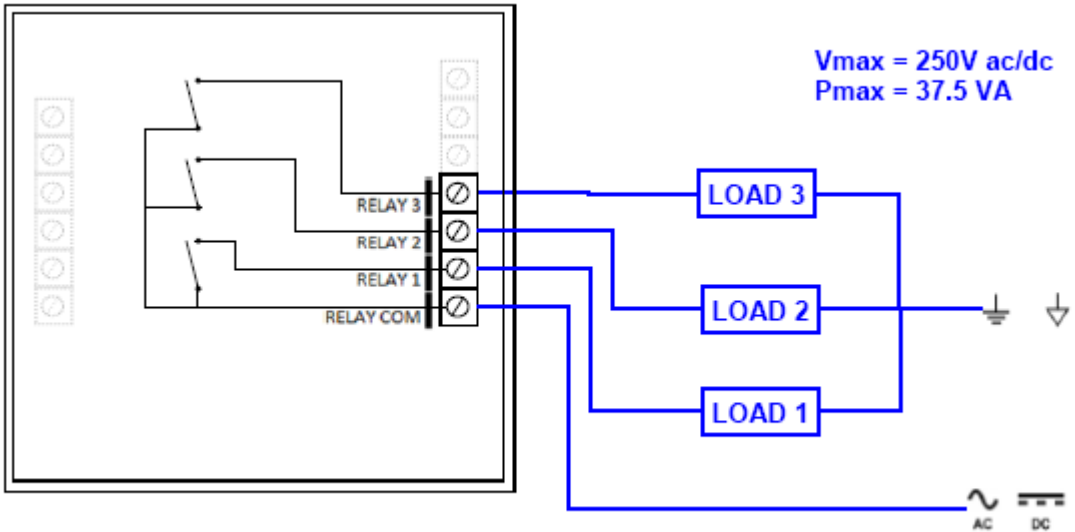 Vmax = 250V ac/dc
Pmax = 37.5 VA
RELAY 3
RELAY 2
RELAY 1
RELAY COM
LOAD 3
LOAD 2
LOAD 1
AC
DC